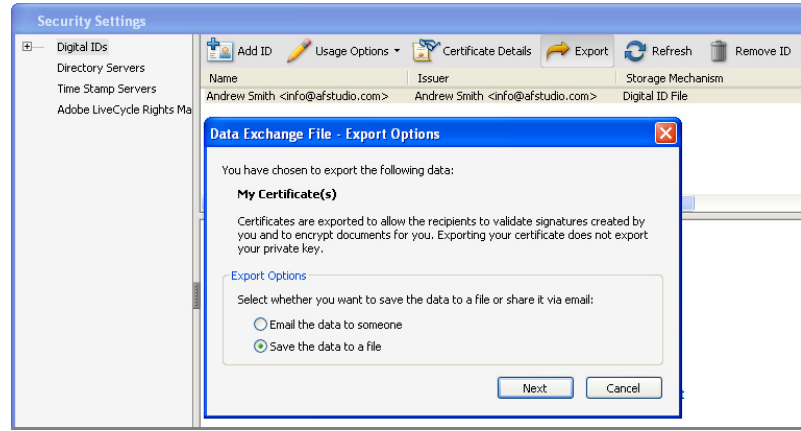 Security Settings
Digital IDs
Directory Servers
Time Stamp Servers
Adobe LiveCycle Rights Ma
Add ID Usage Options Certificate Details Export Refresh Remove ID
Name Issuer Storage Mechanism
Andrew Smith <info@afstudio.com> Andrew Smith <info@afstudio.com> Digital ID File
Data Exchange File - Export Options
You have chosen to export the following data:
My Certificate(s)
Certificates are exported to allow the recipients to validate signatures created by
you and to encrypt documents for you. Exporting your certificate does not export
your private key.
Export Options
Select whether you want to save the data to a file or share it via email:
Email the data to someone
Save the data to a file
Next Cancel